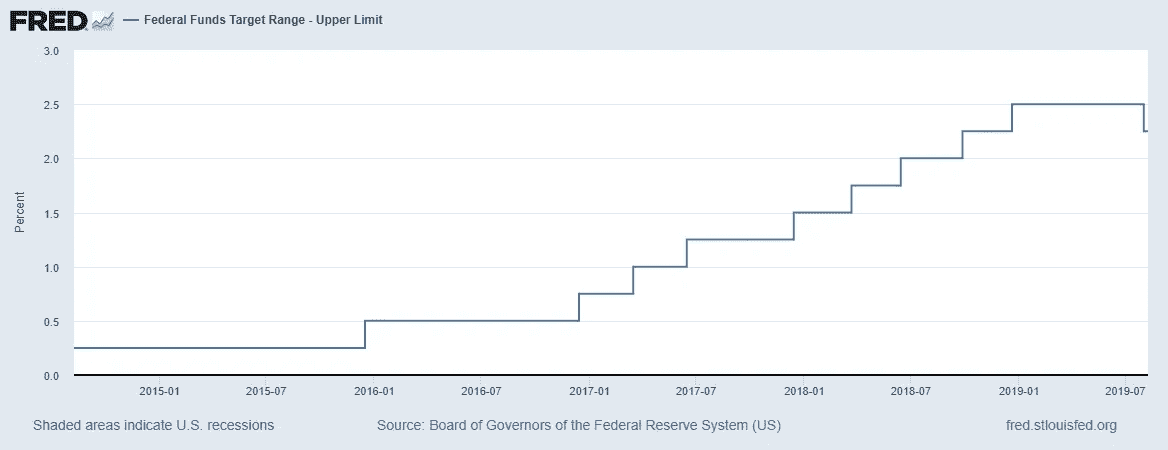 FRED — Federal Funds Target Range - Upper Limit
3.0
2.5
2.0
1.5
1.0
0.5
0.0
Percent
2015-01 2015-07 2016-01 2016-07 2017-01 2017-07 2018-01 2018-07 2019-01 2019-07
Shaded areas indicate U.S. recessions Source: Board of Governors of the Federal Reserve System (US) fred.stlouisfed.org